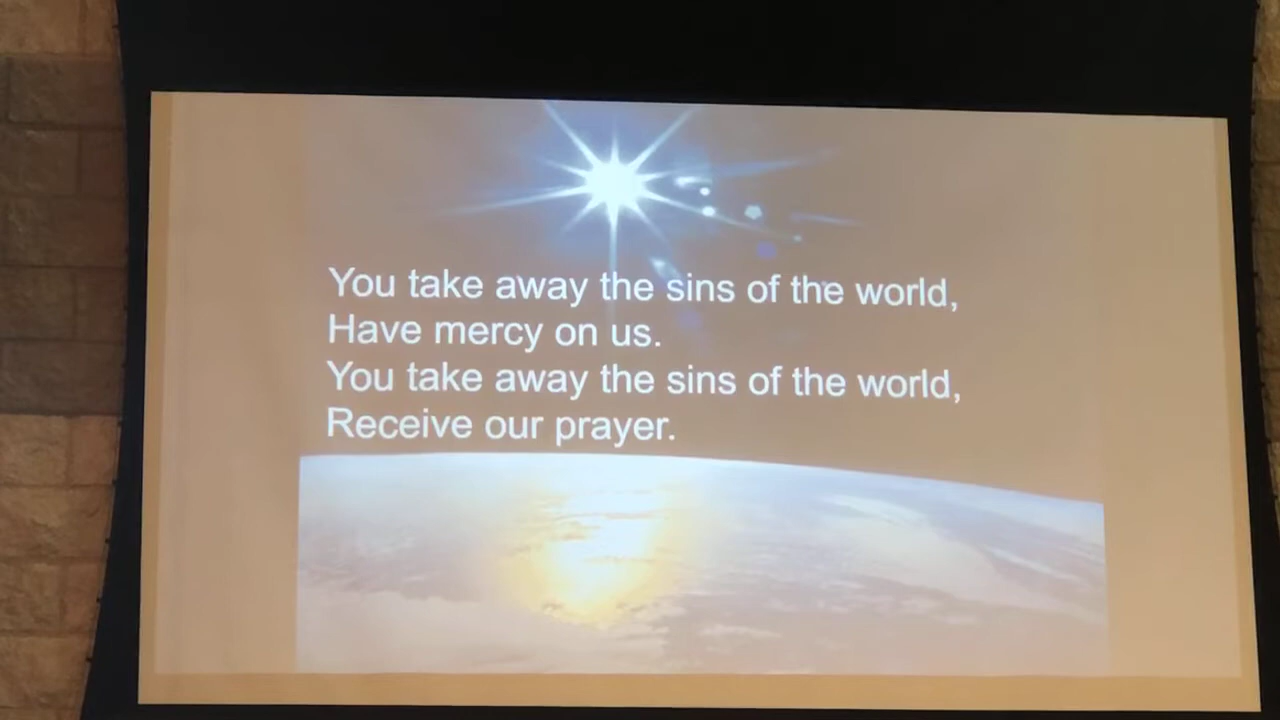 You take away the sins of the world,
Have mercy on us.
You take away the sins of the world,
Receive our prayer.